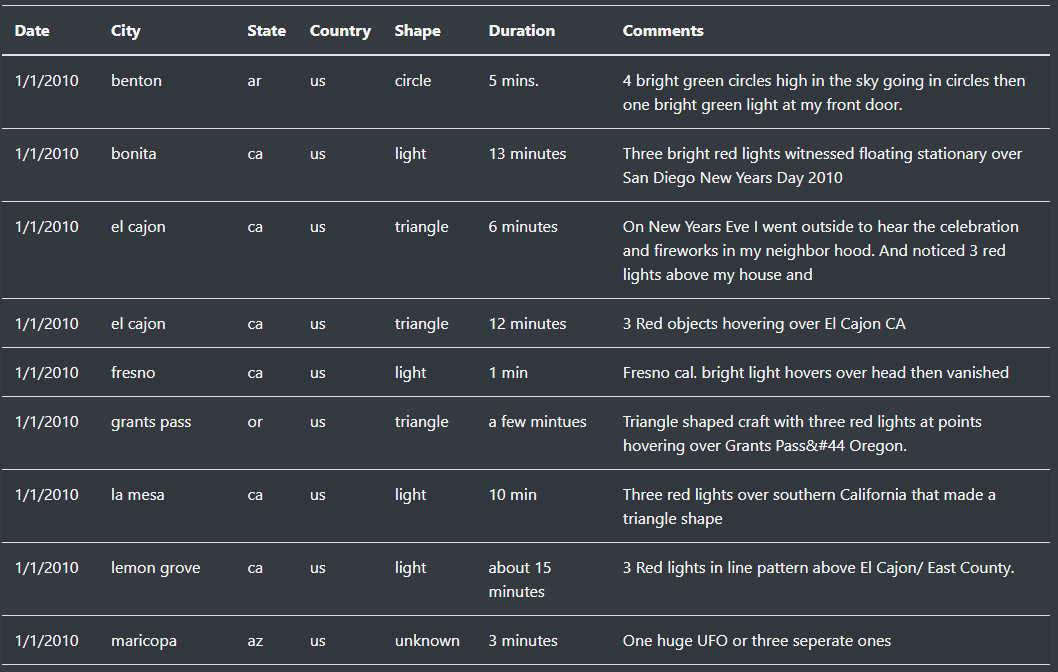 Date City State Country Shape Duration Comments
1/1/2010 benton ar us circle 5 mins. 4 bright green circles high in the sky going in circles then
one bright green light at my front door.
1/1/2010 bonita ca us light 13 minutes Three bright red lights witnessed floating stationary over
San Diego New Years Day 2010
1/1/2010 el cajon ca us triangle 6 minutes On New Years Eve I went outside to hear the celebration
and fireworks in my neighbor hood. And noticed 3 red
lights above my house and
1/1/2010 el cajon ca us triangle 12 minutes 3 Red objects hovering over El Cajon CA
1/1/2010 fresno ca us light 1 min Fresno cal. bright light hovers over head then vanished
1/1/2010 grants pass or us triangle a few mintues Triangle shaped craft with three red lights at points
hovering over Grants Pass&#44 Oregon.
1/1/2010 la mesa ca us light 10 min Three red lights over southern California that made a
triangle shape
1/1/2010 lemon grove ca us light about 15 3 Red lights in line pattern above El Cajon/ East County.
minutes
1/1/2010 maricopa az us unknown 3 minutes One huge UFO or three seperate ones